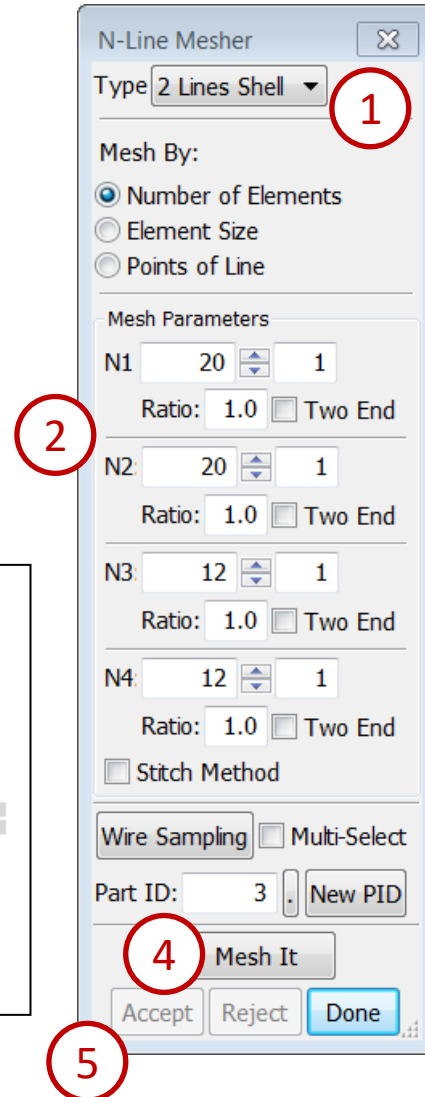 N-Line Mesher
Type 2 Lines Shell
1
Mesh By:
Number of Elements
Element Size
Points of Line
Mesh Parameters
N1 20 1
Ratio: 1.0 Two End
2
N2: 20 1
Ratio: 1.0 Two End
N3: 12 1
Ratio: 1.0 Two End
N4: 12 1
Ratio: 1.0 Two End
Stitch Method
Wire Sampling Multi-Select
Part ID: 3 . New PID
4 Mesh It
Accept Reject Done
5